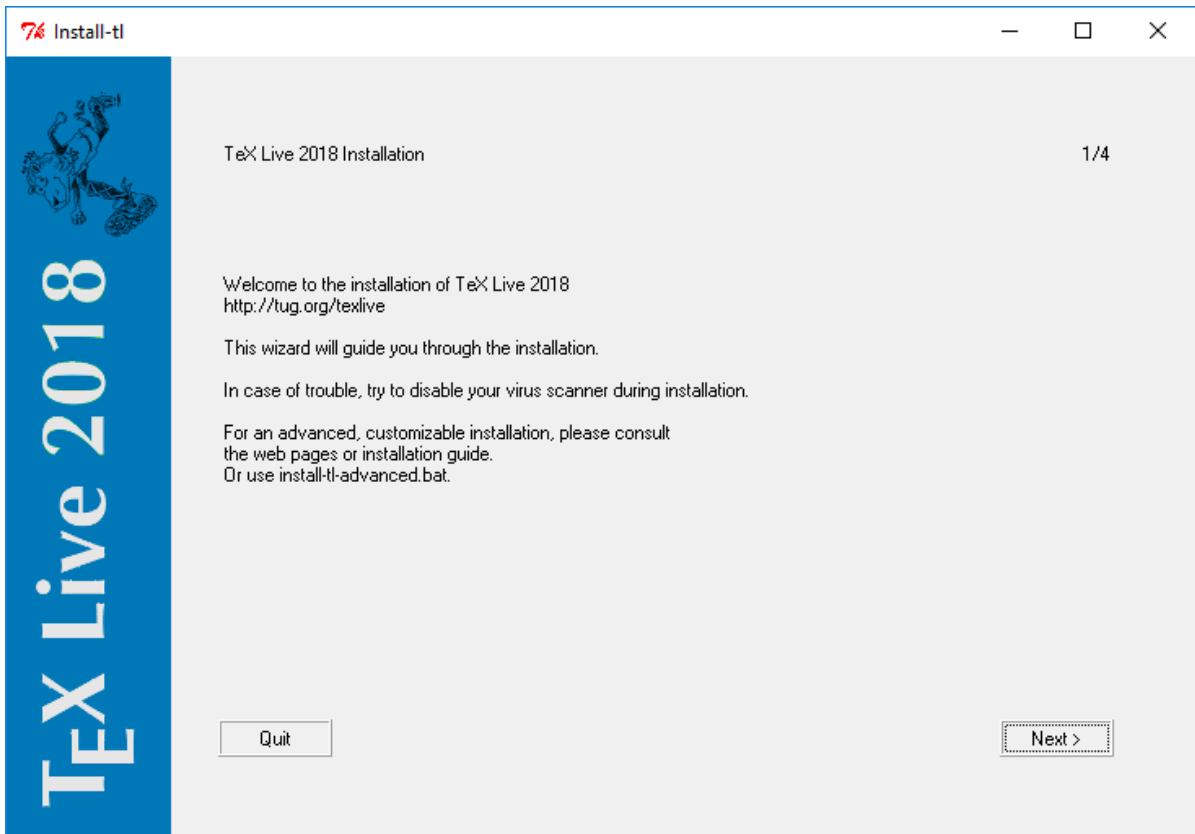 Install-tl
TeX Live 2018
TeX Live 2018 Installation
1/4
Welcome to the installation of TeX Live 2018
http://tug.org/texlive
This wizard will guide you through the installation.
In case of trouble, try to disable your virus scanner during installation.
For an advanced, customizable installation, please consult
the web pages or installation guide.
Or use install-tl-advanced.bat.
Quit
Next >